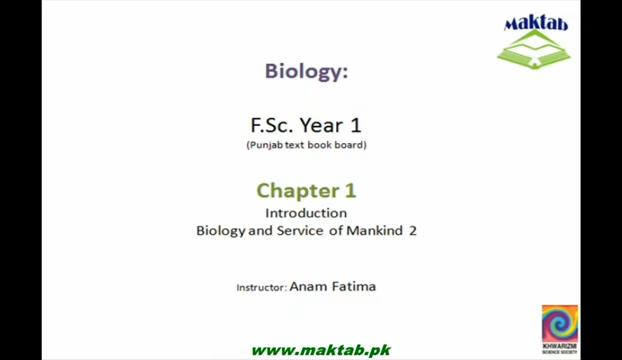 Maktab
Biology:
F.Sc. Year 1
(Punjab text book board)
Chapter 1
Introduction
Biology and Service of Mankind 2
Instructor: Anam Fatima
KHWARIZMI
SCIENCE SOCIETY
www.maktab.pk